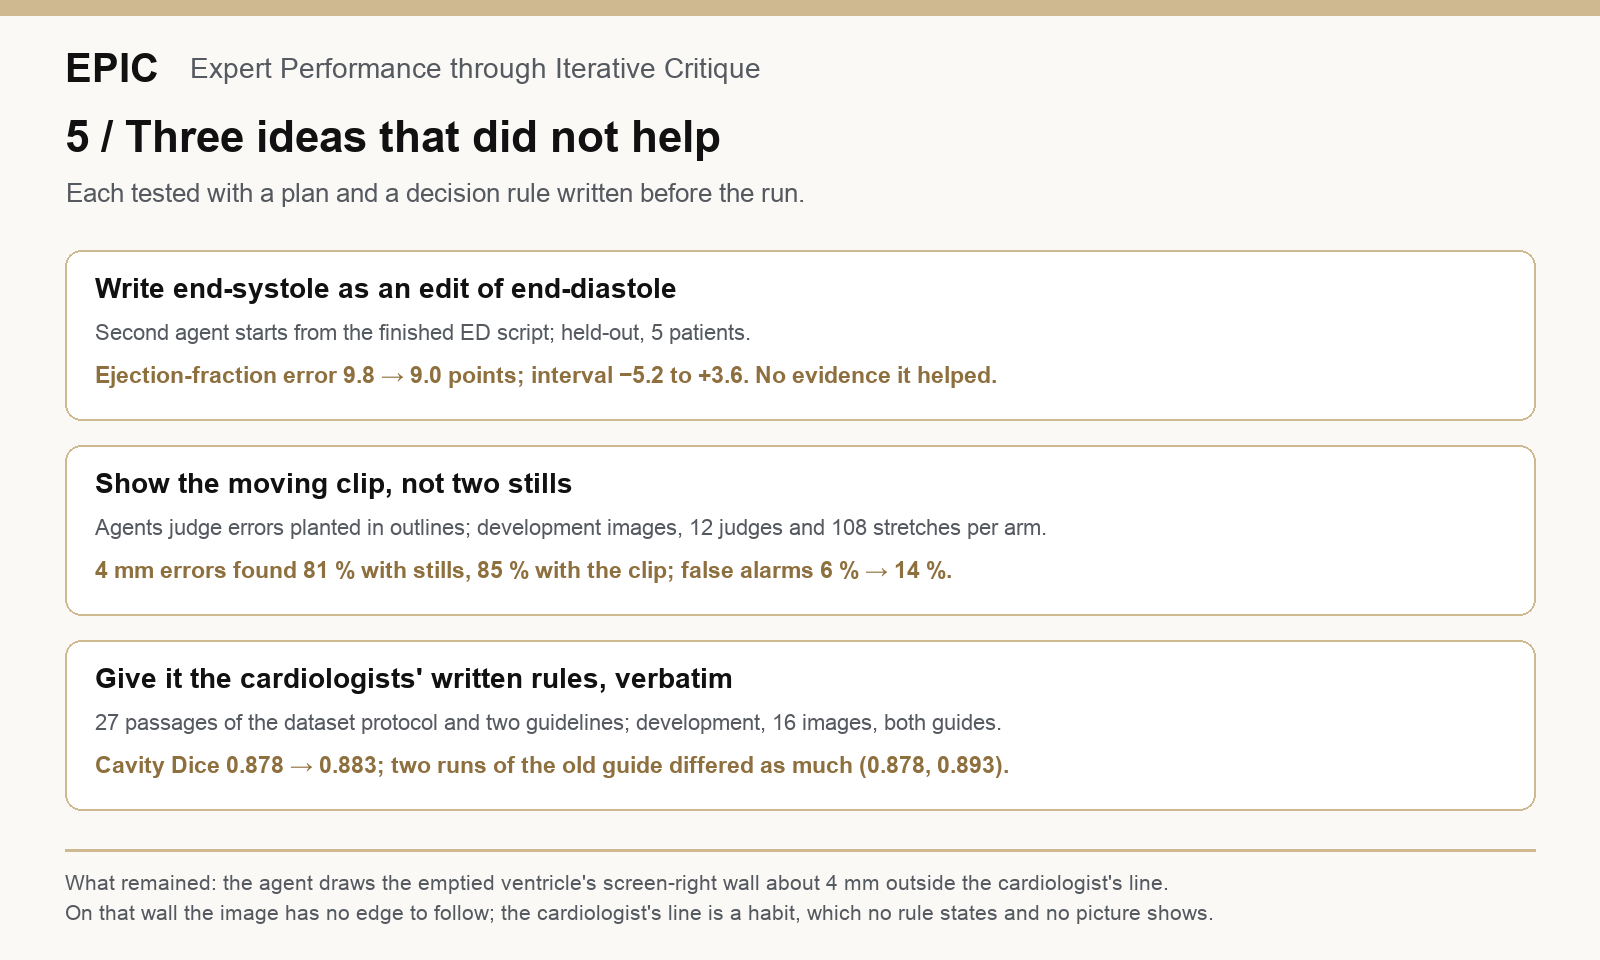 EPIC Expert Performance through Iterative Critique
5 / Three ideas that did not help
Each tested with a plan and a decision rule written before the run.
Write end-systole as an edit of end-diastole
Second agent starts from the finished ED script; held-out, 5 patients.
Ejection-fraction error 9.8 → 9.0 points; interval −5.2 to +3.6. No evidence it helped.
Show the moving clip, not two stills
Agents judge errors planted in outlines; development images, 12 judges and 108 stretches per arm.
4 mm errors found 81 % with stills, 85 % with the clip; false alarms 6 % → 14 %.
Give it the cardiologists' written rules, verbatim
27 passages of the dataset protocol and two guidelines; development, 16 images, both guides.
Cavity Dice 0.878 → 0.883; two runs of the old guide differed as much (0.878, 0.893).
What remained: the agent draws the emptied ventricle's screen-right wall about 4 mm outside the cardiologist's line.
On that wall the image has no edge to follow; the cardiologist's line is a habit, which no rule states and no picture shows.